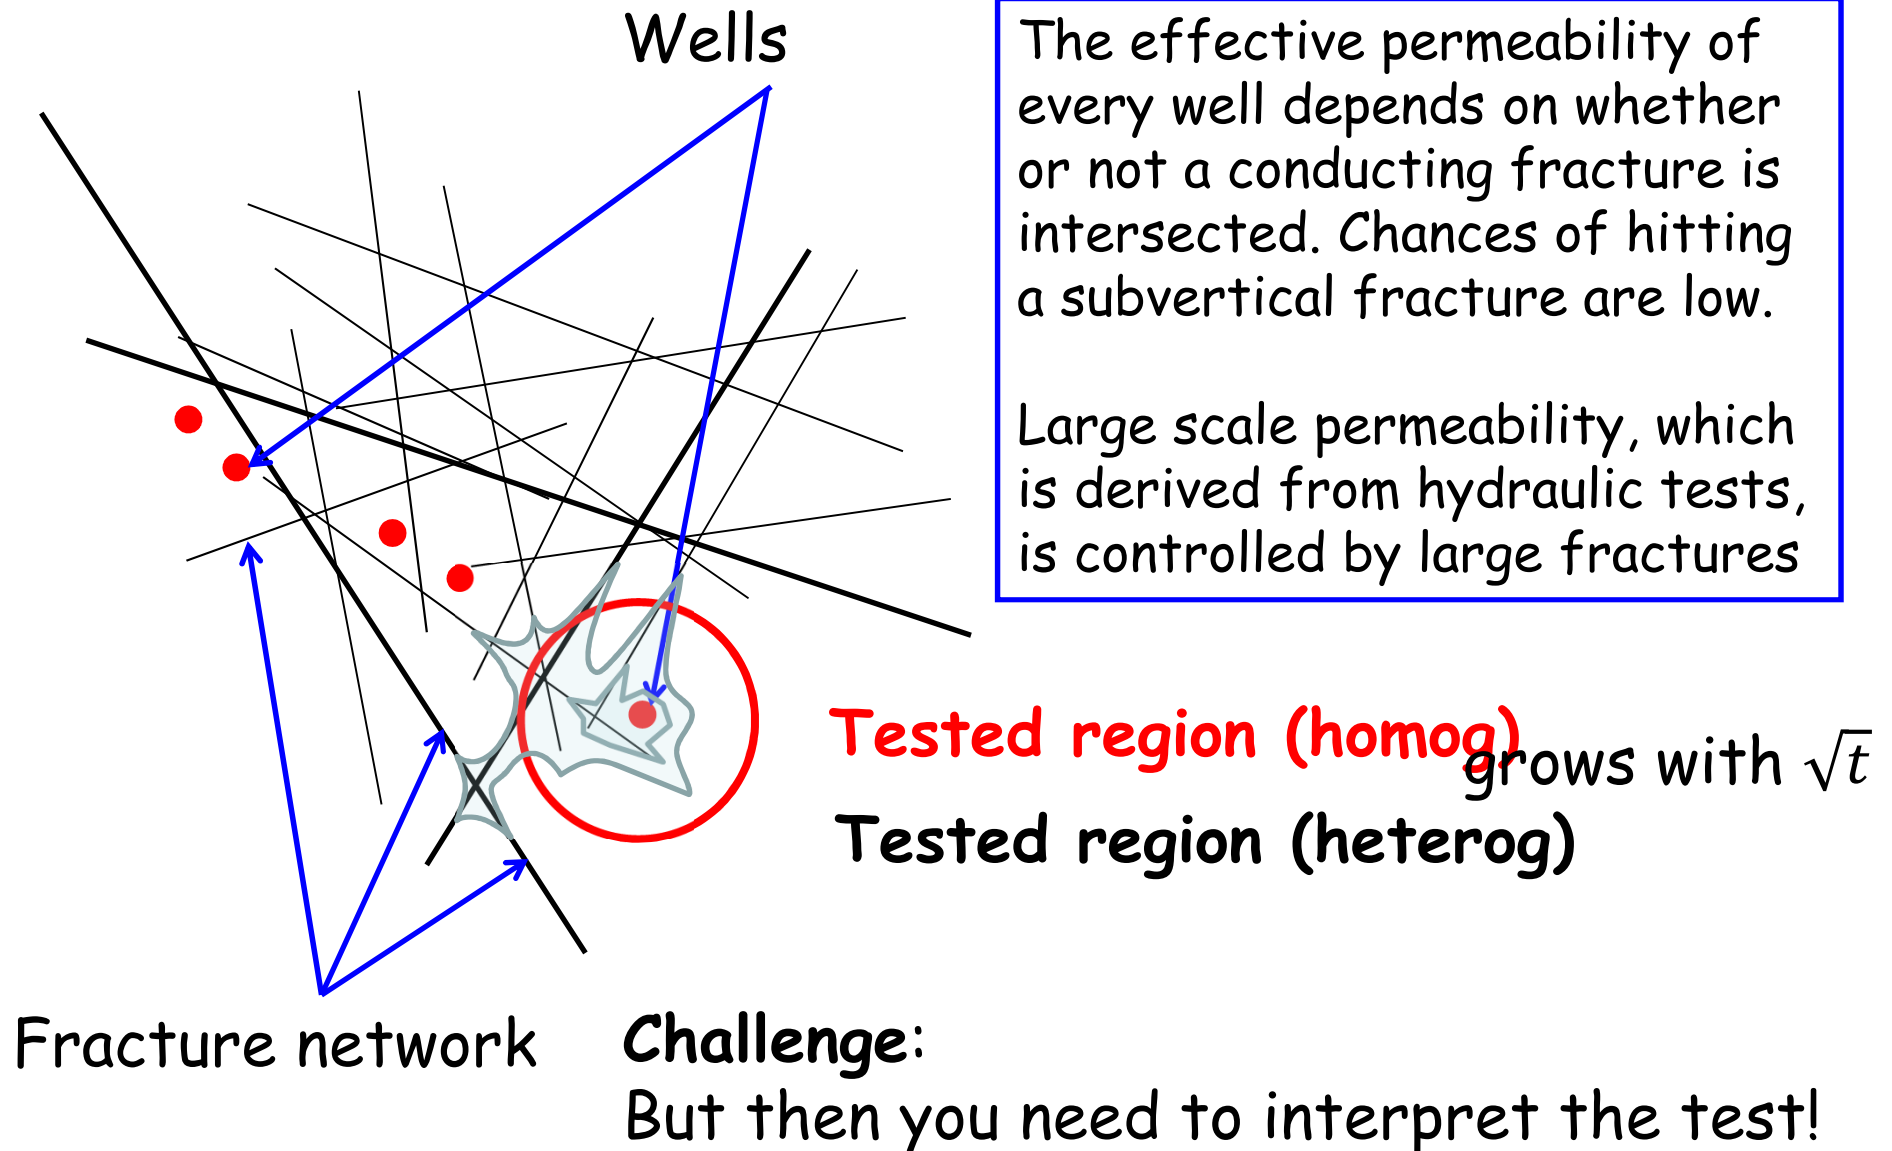 Wells
The effective permeability of
every well depends on whether
or not a conducting fracture is
intersected. Chances of hitting
a subvertical fracture are low.
Large scale permeability, which
is derived from hydraulic tests,
is controlled by large fractures
Tested region (homog)
grows with √t
Tested region (heterog)
Fracture network
Challenge:
But then you need to interpret the test!